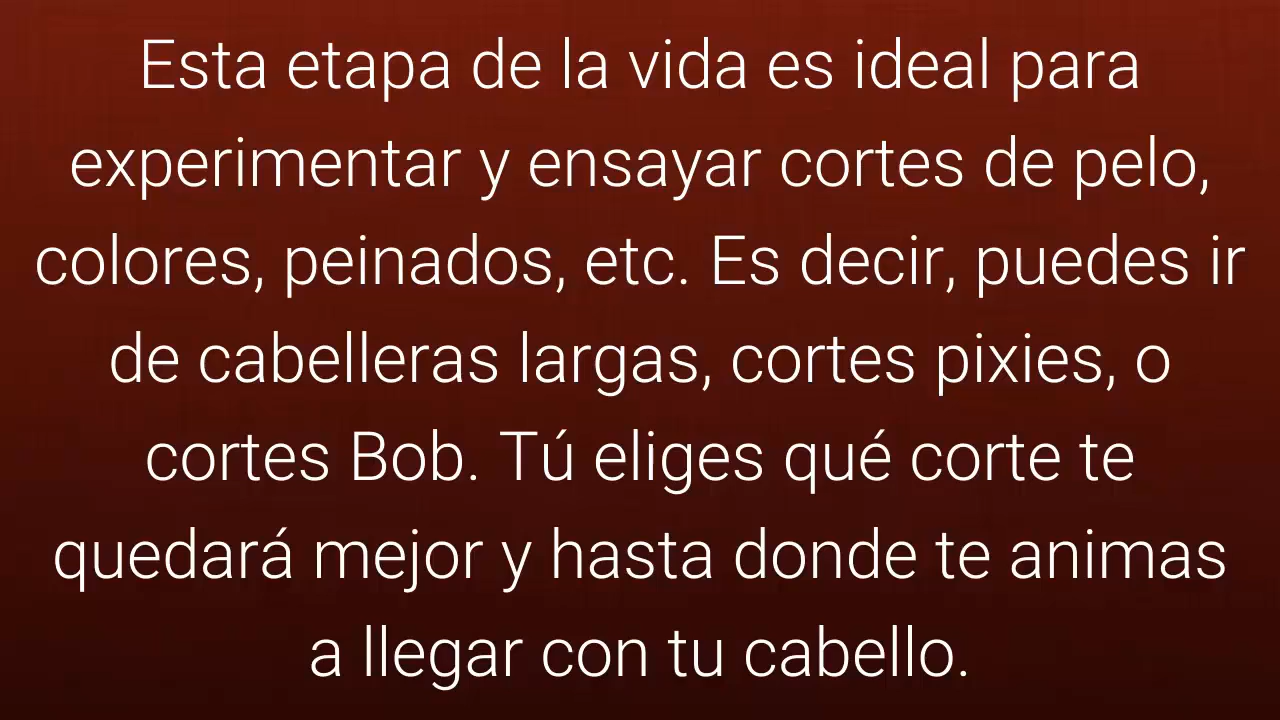 Esta etapa de la vida es ideal para
experimentar y ensayar cortes de pelo,
colores, peinados, etc. Es decir, puedes ir
de cabelleras largas, cortes pixies, o
cortes Bob. Tú eliges qué corte te
quedará mejor y hasta donde te animas
a llegar con tu cabello.